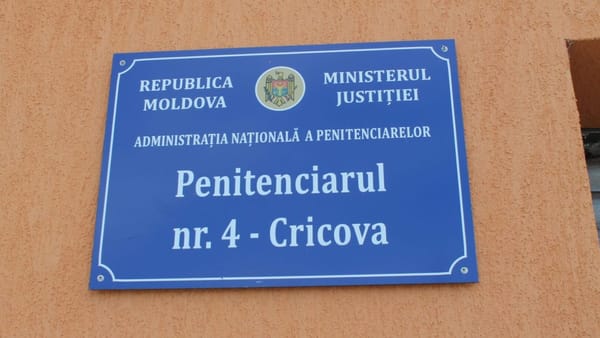 REPUBLICA MOLDOVA
MINISTERUL JUSTIȚIEI
ADMINISTRAȚIA NAȚIONALĂ A PENITENCIARELOR
Penitenciarul
nr. 4 - Cricova